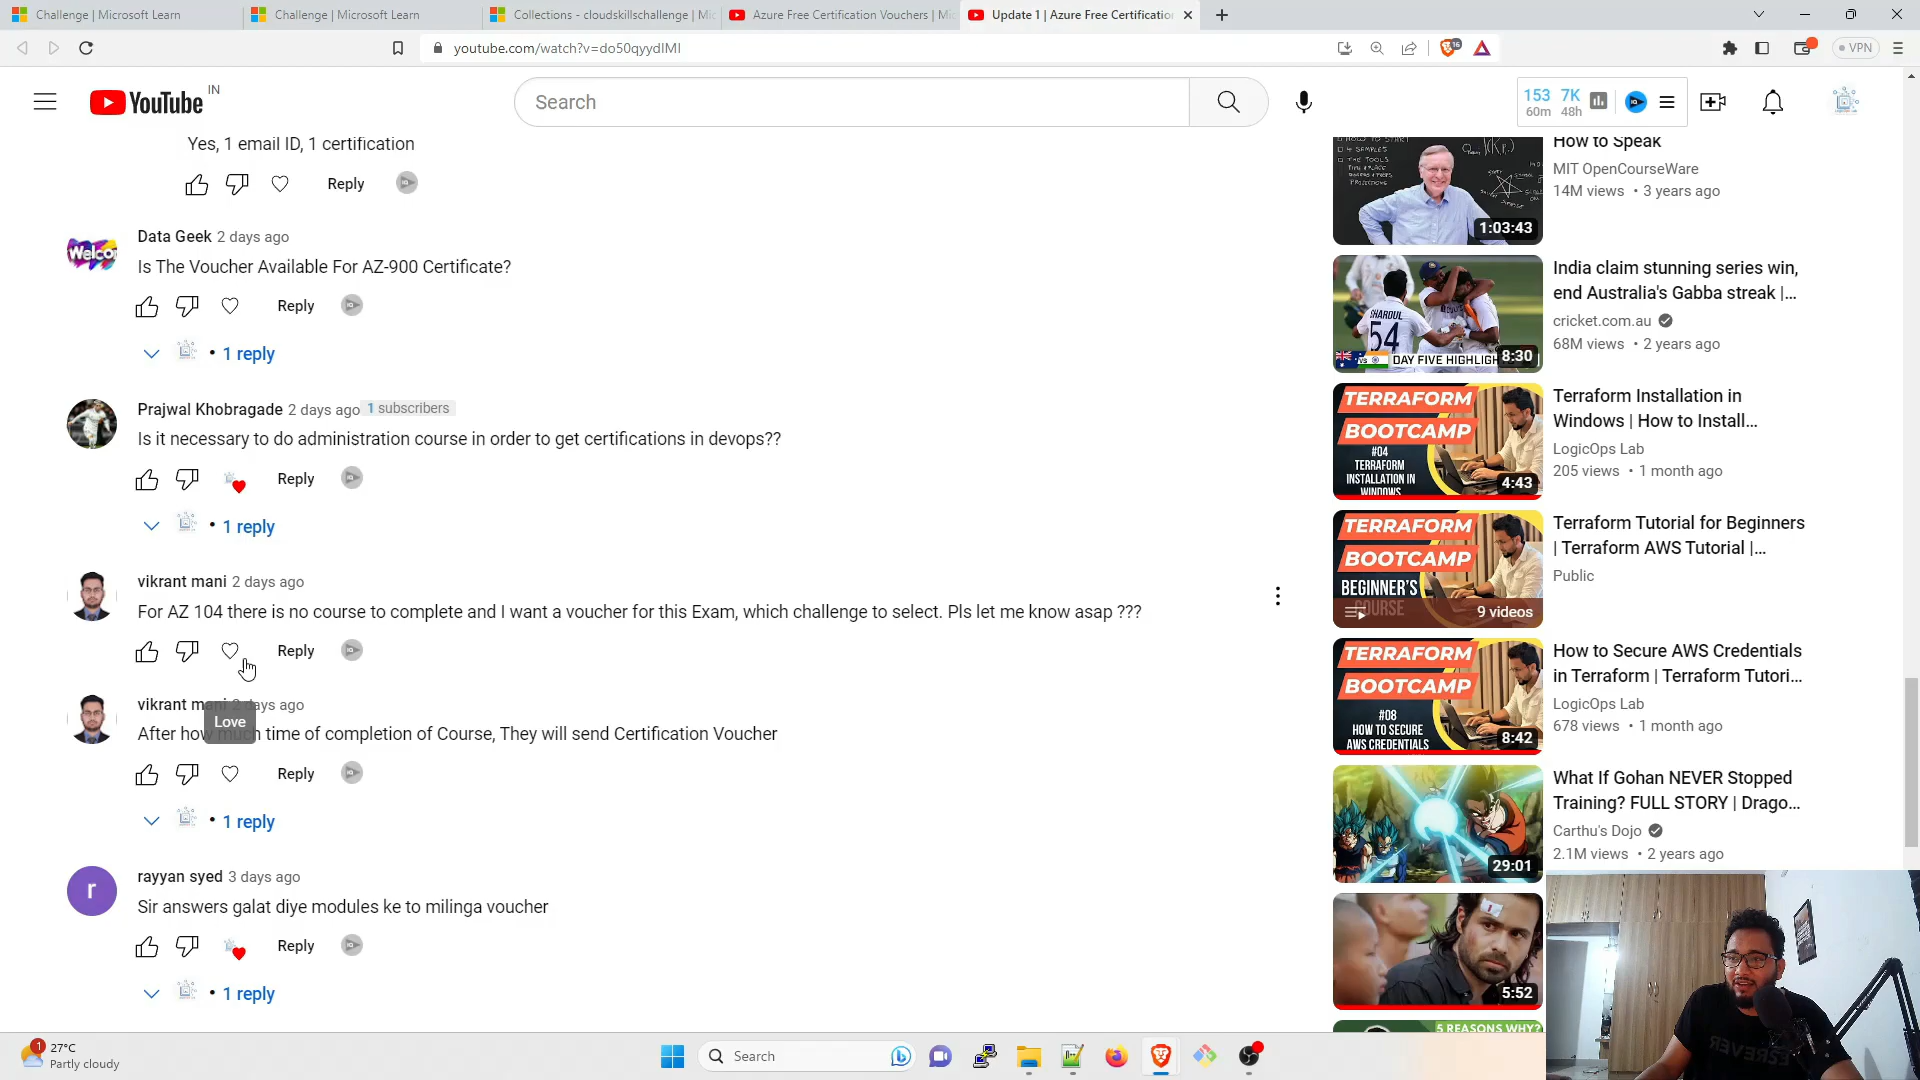 Challenge | Microsoft Learn
Challenge | Microsoft Learn
Collections - cloudskillschallenge | Mic
Azure Free Certification Vouchers | Mic
Update 1 | Azure Free Certification
youtube.com/watch?v=do50qyydlMI
VPN
YouTube IN
Search
153 7K
60m 48h
Yes, 1 email ID, 1 certification
Reply
Data Geek 2 days ago
Is The Voucher Available For AZ-900 Certificate?
Reply
• 1 reply
Prajwal Khobragade 2 days ago 1 subscribers
Is it necessary to do administration course in order to get certifications in devops??
Reply
• 1 reply
vikrant mani 2 days ago
For AZ 104 there is no course to complete and I want a voucher for this Exam, which challenge to select. Pls let me know asap ???
Reply
vikrant mani 2 days ago
Love
After how much time of completion of Course, They will send Certification Voucher
Reply
• 1 reply
rayyan syed 3 days ago
r
Sir answers galat diye modules ke to milinga voucher
Reply
• 1 reply
How to Speak
MIT OpenCourseWare
14M views • 3 years ago
1:03:43
India claim stunning series win,
end Australia's Gabba streak |...
cricket.com.au
68M views • 2 years ago
SHARDUL
54
DAY FIVE HIGHLIGH
8:30
TERRAFORM
BOOTCAMP
#04
TERRAFORM
INSTALLATION IN
WINDOWS
4:43
Terraform Installation in
Windows | How to Install...
LogicOps Lab
205 views • 1 month ago
TERRAFORM
BOOTCAMP
BEGINNER'S
COURSE
9 videos
Terraform Tutorial for Beginners
| Terraform AWS Tutorial |...
Public
TERRAFORM
BOOTCAMP
#08
HOW TO SECURE
AWS CREDENTIALS
8:42
How to Secure AWS Credentials
in Terraform | Terraform Tutori...
LogicOps Lab
678 views • 1 month ago
What If Gohan NEVER Stopped
Training? FULL STORY | Drago...
Carthu's Dojo
2.1M views • 2 years ago
29:01
5:52
5 REASONS WHY?
1
27°C
Partly cloudy
Search